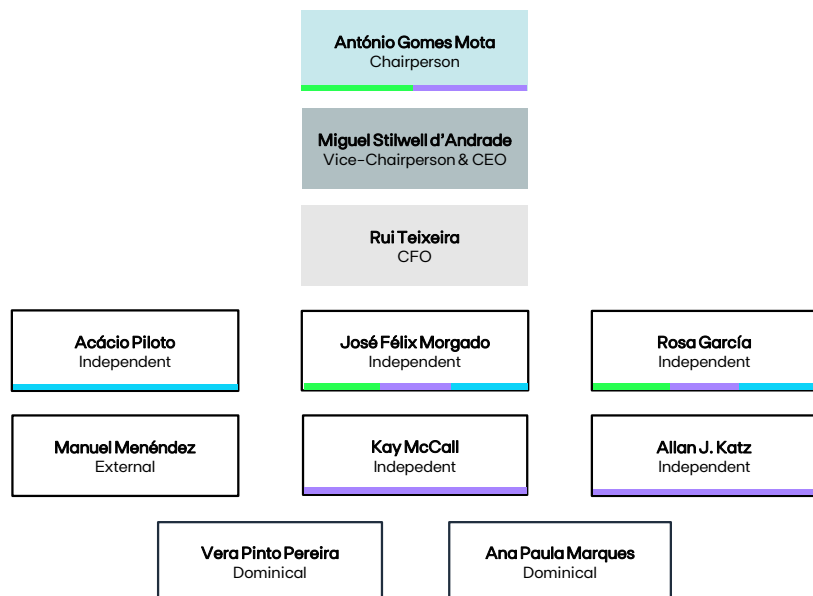 António Gomes Mota
Chairperson
Miguel Stilwell d'Andrade
Vice-Chairperson & CEO
Rui Teixeira
CFO
Acácio Piloto
Independent
José Félix Morgado
Independent
Rosa García
Independent
Manuel Menéndez
External
Kay McCall
Indepedent
Allan J. Katz
Independent
Vera Pinto Pereira
Dominical
Ana Paula Marques
Dominical